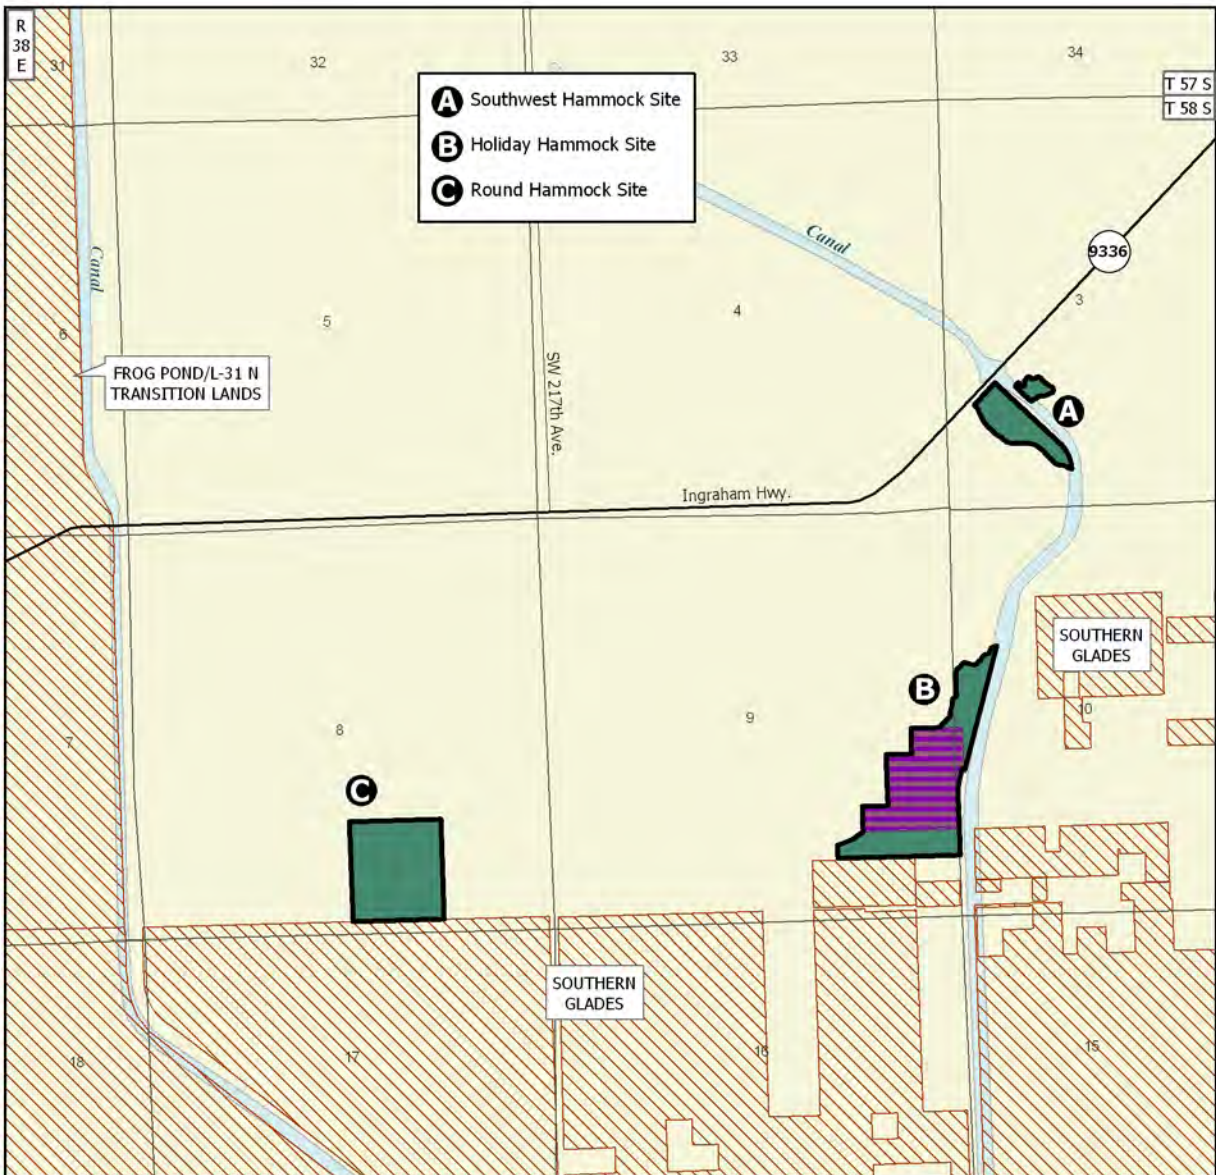 R
38
E
31
32
33
34
T 57 S
T 58 S
A Southwest Hammock Site
B Holiday Hammock Site
C Round Hammock Site
Canal
Canal
9336
6
5
4
3
FROG POND/L-31 N
TRANSITION LANDS
SW 217th Ave.
A
Ingraham Hwy.
SOUTHERN
GLADES
B
7
8
9
10
C
SOUTHERN
GLADES
18
17
16
15